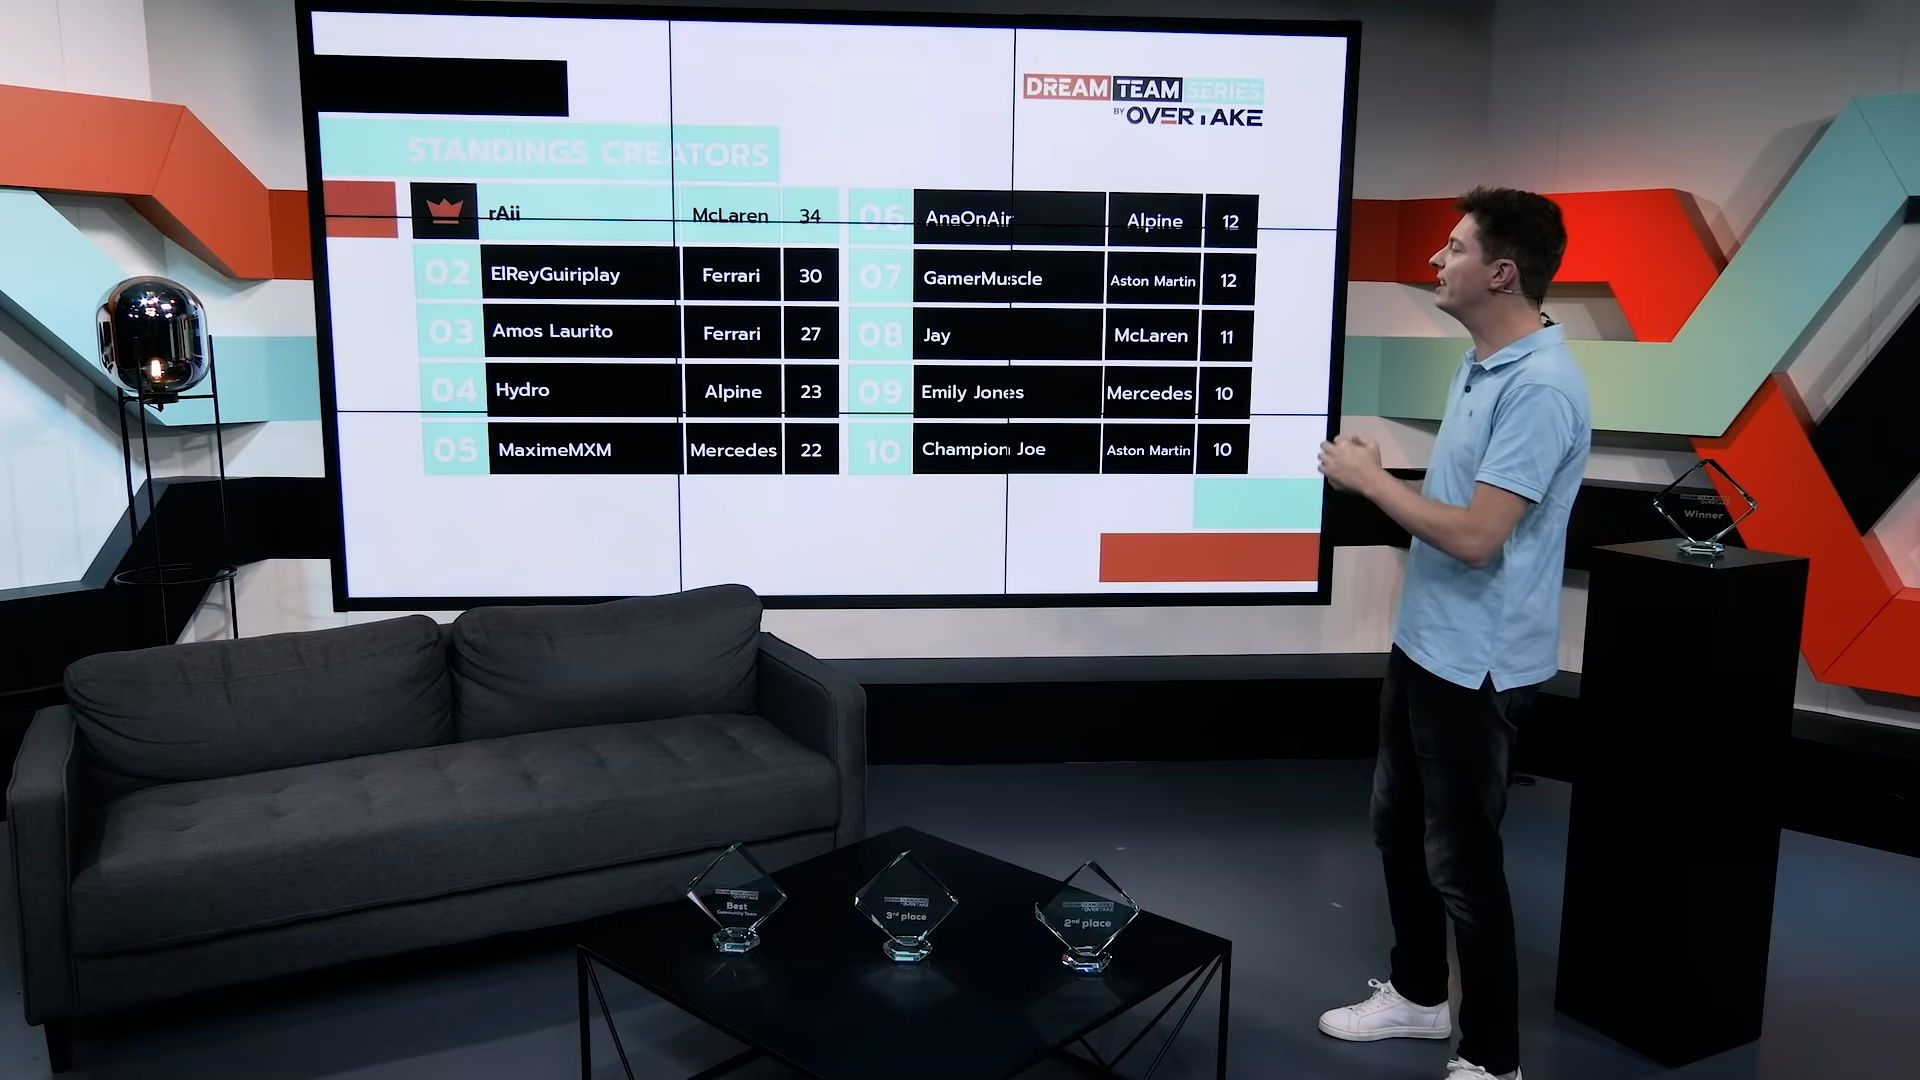 DREAM TEAM SERIES
BY OVERTAKE
STANDINGS CREATORS
rAii McLaren 34
02 ElReyGuiriplay Ferrari 30
03 Amos Laurito Ferrari 27
04 Hydro Alpine 23
05 MaximeMXM Mercedes 22
06 AnaOnAir Alpine 12
07 GamerMuscle Aston Martin 12
08 Jay McLaren 11
09 Emily Jones Mercedes 10
10 Champion Joe Aston Martin 10
Winner
Best
Community Team
3rd place
2nd place